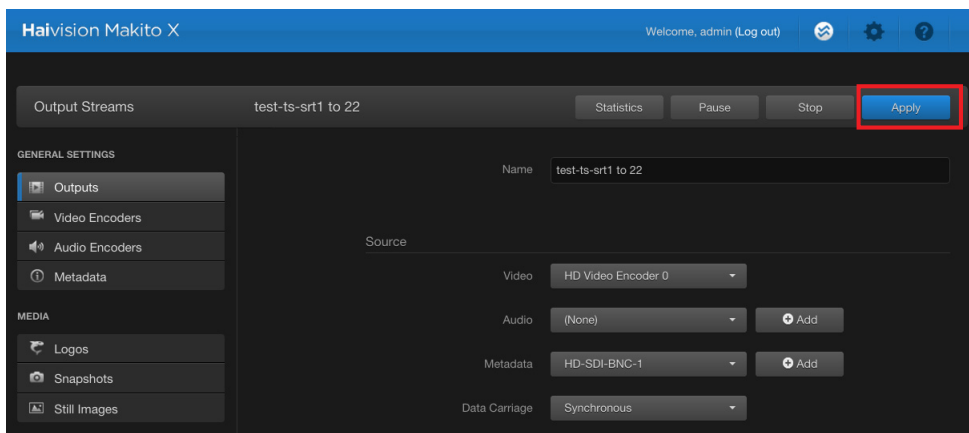 Haivision Makito X
Welcome, admin (Log out)
Output Streams
test-ts-srt1 to 22
Statistics
Pause
Stop
Apply
GENERAL SETTINGS
Outputs
Video Encoders
Audio Encoders
Metadata
MEDIA
Logos
Snapshots
Still Images
Name
test-ts-srt1 to 22
Source
Video
HD Video Encoder 0
Audio
(None)
Add
Metadata
HD-SDI-BNC-1
Add
Data Carriage
Synchronous